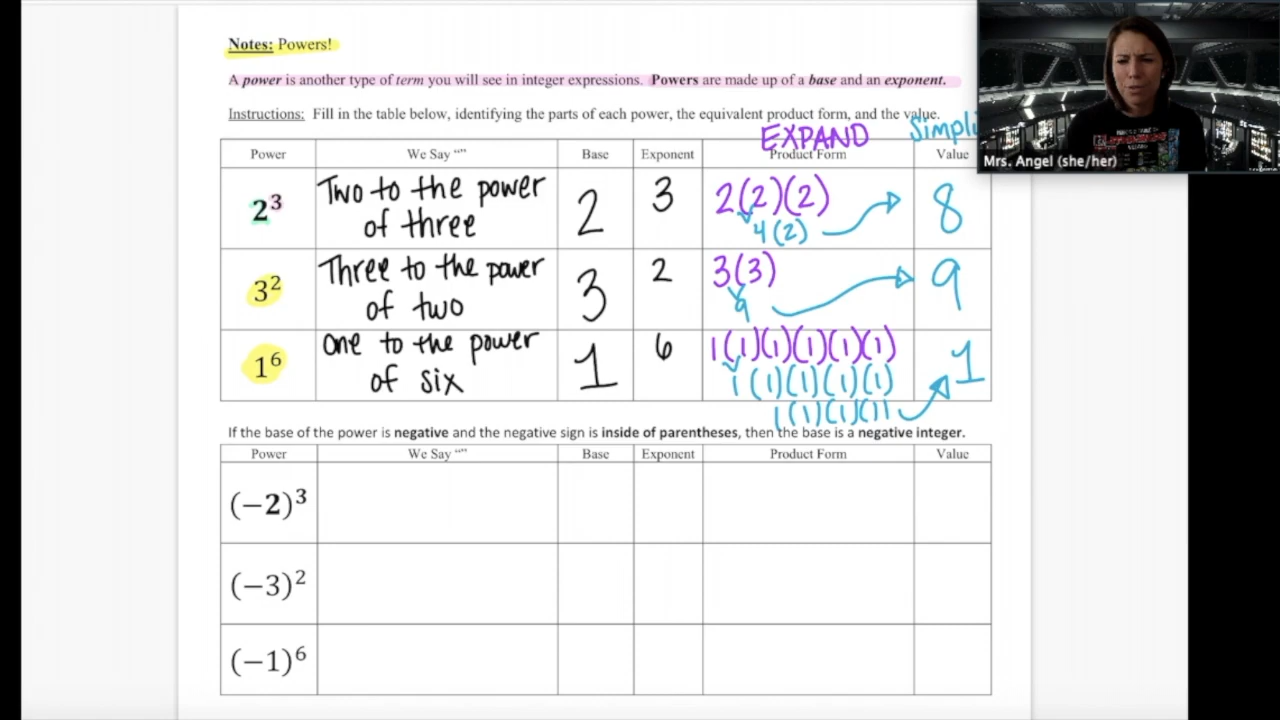 Notes: Powers!
A power is another type of term you will see in integer expressions. Powers are made up of a base and an exponent.
Instructions: Fill in the table below, identifying the parts of each power, the equivalent product form, and the value.
EXPAND Simpli
Power We Say “” Base Exponent Product Form Value
Mrs. Angel (she/her)
2³ Two to the power of three 2 3 2(2)(2) 8
4(2)
3² Three to the power of two 3 2 3(3) 9
9
1⁶ one to the power of six 1 6 1(1)(1)(1)(1)(1) 1
1(1)(1)(1)(1)
1(1)(1)(1)
If the base of the power is negative and the negative sign is inside of parentheses, then the base is a negative integer.
Power We Say “” Base Exponent Product Form Value
(−2)³
(−3)²
(−1)⁶